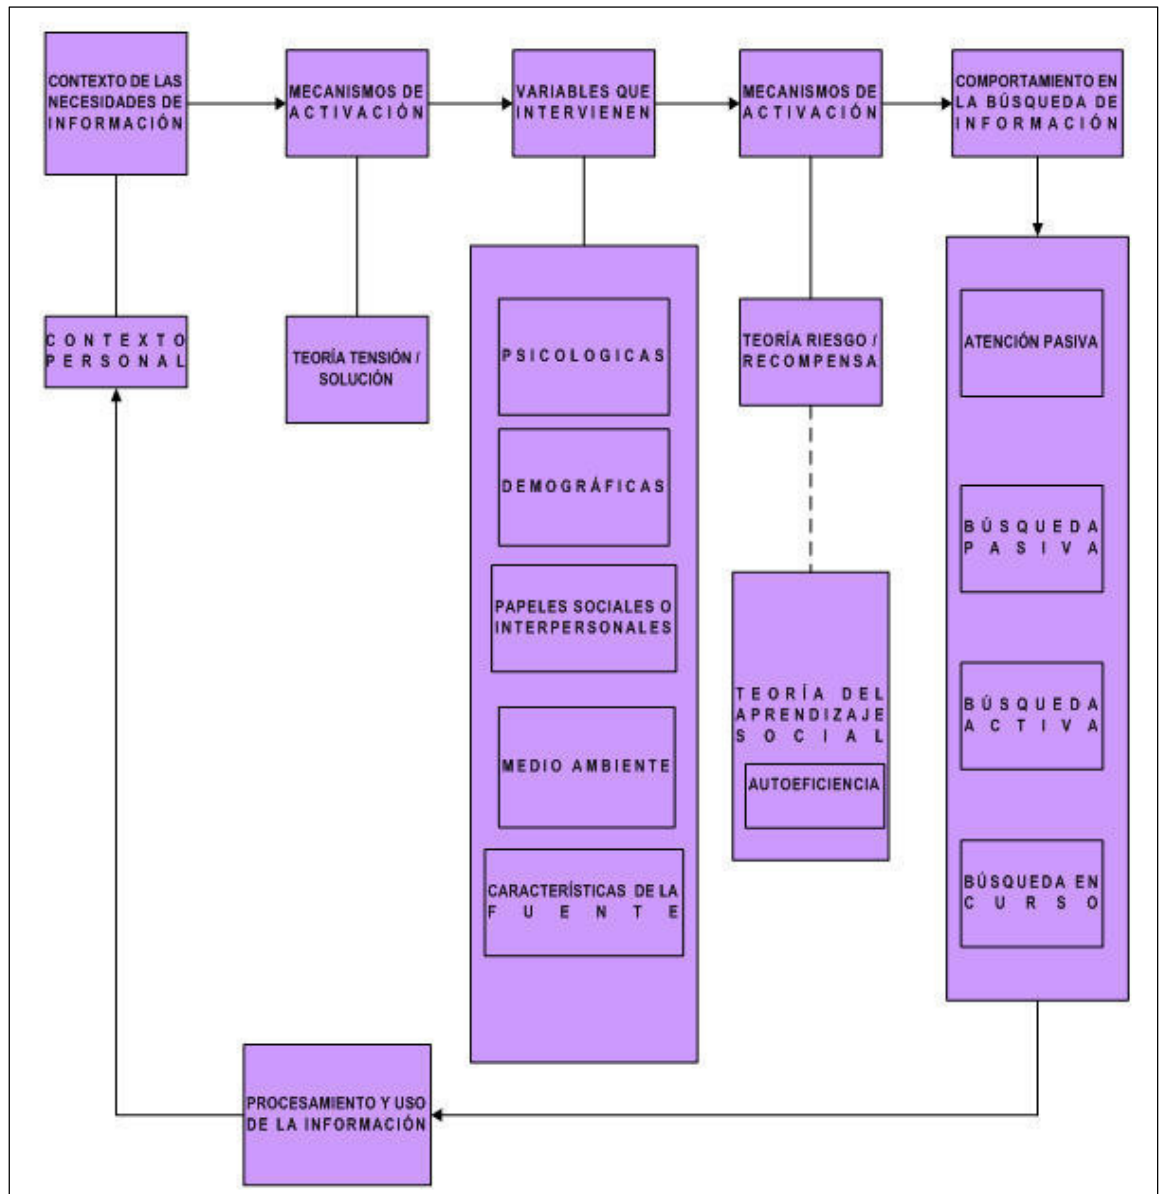 CONTEXTO DE LAS
NECESIDADES DE
INFORMACIÓN
MECANISMOS DE
ACTIVACIÓN
VARIABLES QUE
INTERVIENEN
MECANISMOS DE
ACTIVACIÓN
COMPORTAMIENTO EN
LA BÚSQUEDA DE
INFORMACIÓN
CONTEXTO
PERSONAL
TEORÍA TENSIÓN /
SOLUCIÓN
PSICOLOGICAS
DEMOGRÁFICAS
PAPELES SOCIALES O
INTERPERSONALES
MEDIO AMBIENTE
CARACTERÍSTICAS DE LA
FUENTE
TEORÍA RIESGO /
RECOMPENSA
TEORÍA DEL
APRENDIZAJE
SOCIAL
AUTOEFICIENCIA
ATENCIÓN PASIVA
BÚSQUEDA
PASIVA
BÚSQUEDA
ACTIVA
BÚSQUEDA EN
CURSO
PROCESAMIENTO Y USO
DE LA INFORMACIÓN